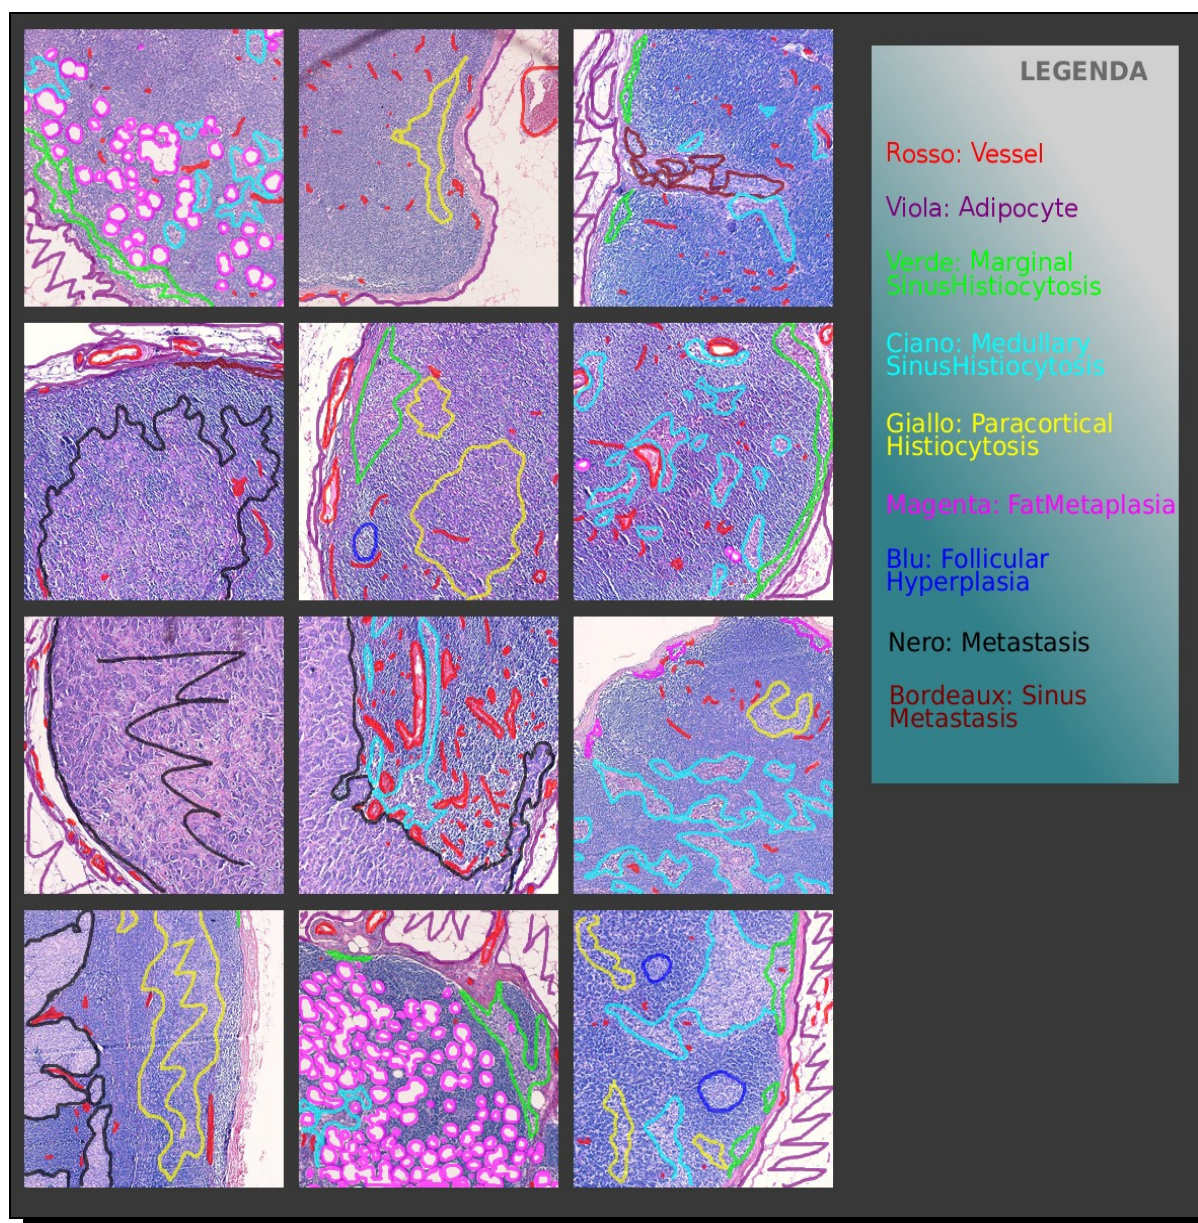 LEGENDA
Rosso: Vessel
Viola: Adipocyte
Verde: Marginal
SinusHistiocytosis
Ciano: Medullary
SinusHistiocytosis
Giallo: Paracortical
Histiocytosis
Magenta: FatMetaplasia
Blu: Follicular
Hyperplasia
Nero: Metastasis
Bordeaux: Sinus
Metastasis